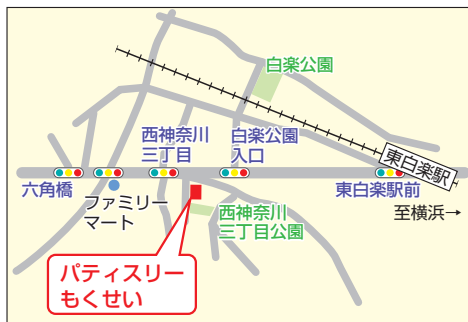 白楽公園
西神奈川
三丁目
白楽公園
入口
東白楽駅
六角橋
ファミリー
マート
東白楽駅前
西神奈川
三丁目公園
至横浜→
パティスリー
もくせい